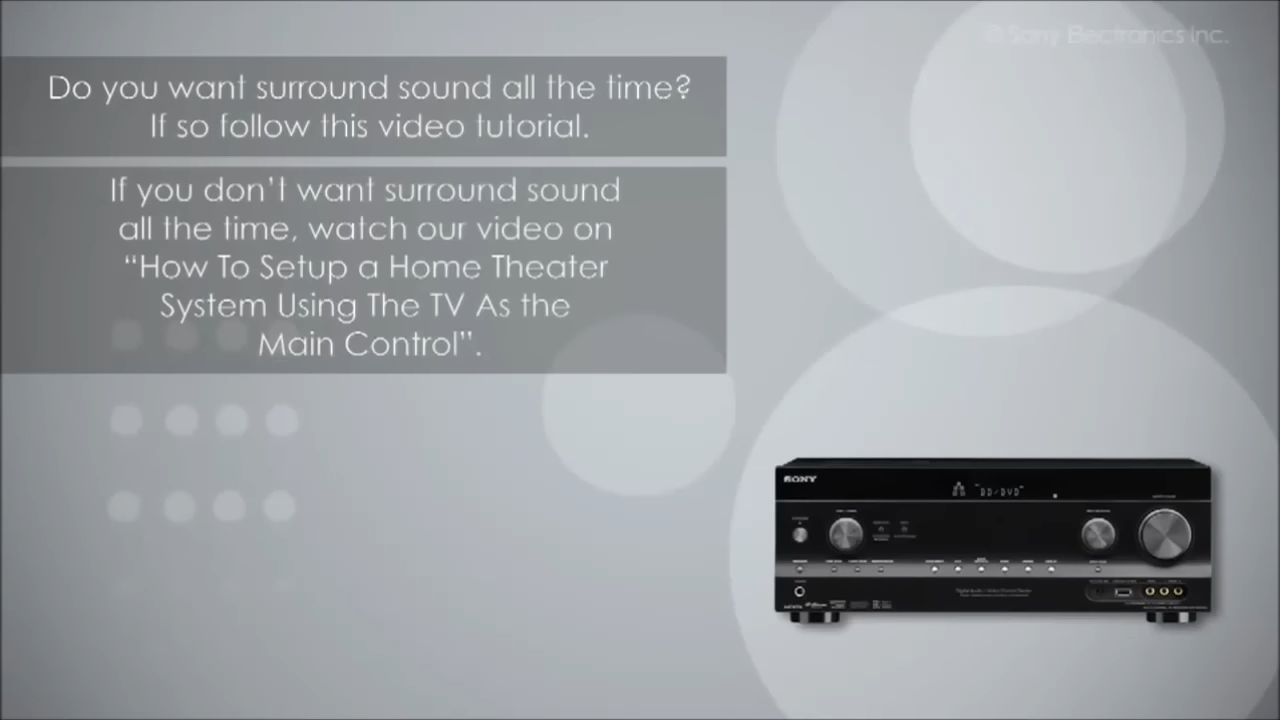 © Sony Electronics Inc.
Do you want surround sound all the time?
If so follow this video tutorial.
If you don’t want surround sound
all the time, watch our video on
“How To Setup a Home Theater
System Using The TV As the
Main Control”.
SONY
BD/DVD